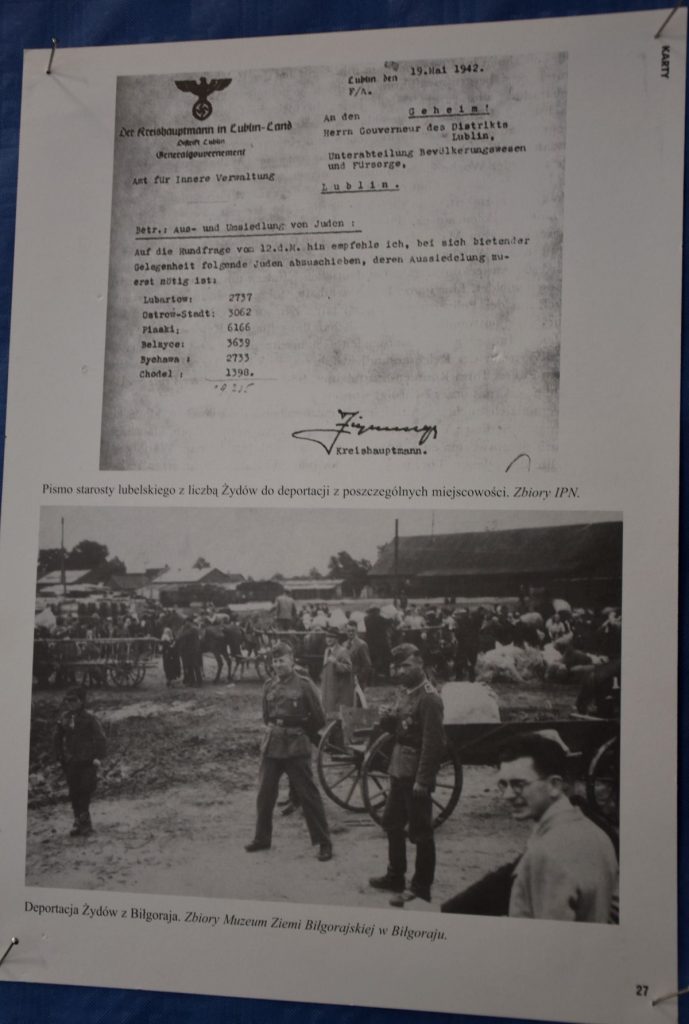 KARTY
Lublin den 19.Mai 1942.
F/A.
Der Kreishauptmann in Lublin-Land
Distrikt Lublin
Generalgouvernement
Amt für Innere Verwaltung
Geheim!
An den
Herrn Gouverneur des Distrikts
Lublin,
Unterabteilung Bevölkerungswesen
und Fürsorge,
Lublin.
Betr.: Aus- und Umsiedlung von Juden :
Auf die Rundfrage vom 12.d.M. hin empfehle ich, bei sich bietender
Gelegenheit folgende Juden abzuschieben, deren Aussiedelung zu-
erst nötig ist:
Lubartow: 2737
Ostrow-Stadt: 3062
Piaski; 6166
Belzyce: 3639
Bychawa : 2733
Chodel : 1398.
Kreishauptmann.
Pismo starosty lubelskiego z liczbą Żydów do deportacji z poszczególnych miejscowości. Zbiory IPN.
Deportacja Żydów z Biłgoraja. Zbiory Muzeum Ziemi Biłgorajskiej w Biłgoraju.
27